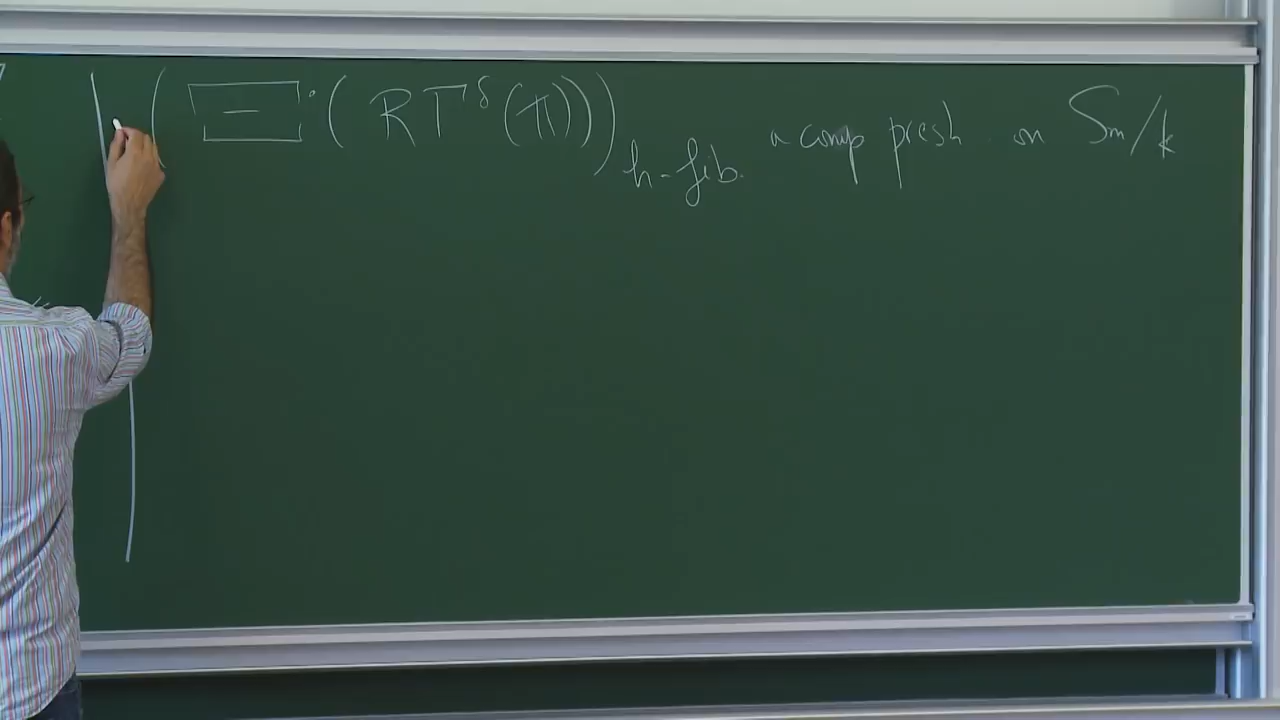 ( Ξ^• ( RΓ^δ (π) ) )_{h-fib.} a comp presh on Sm/k